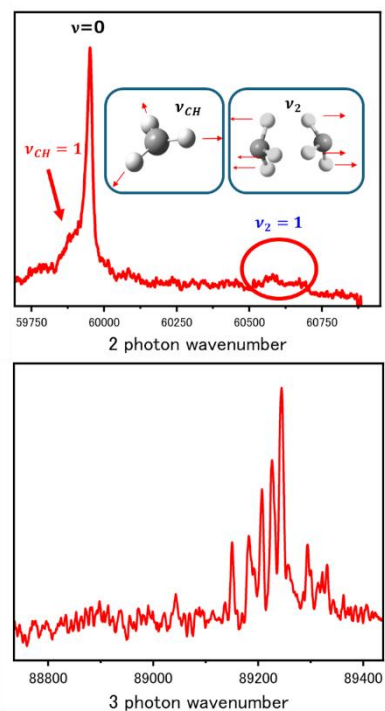 ν=0
ν_CH
ν_2
ν_CH = 1
ν_2 = 1
59750 60000 60250 60500 60750
2 photon wavenumber
88800 89000 89200 89400
3 photon wavenumber